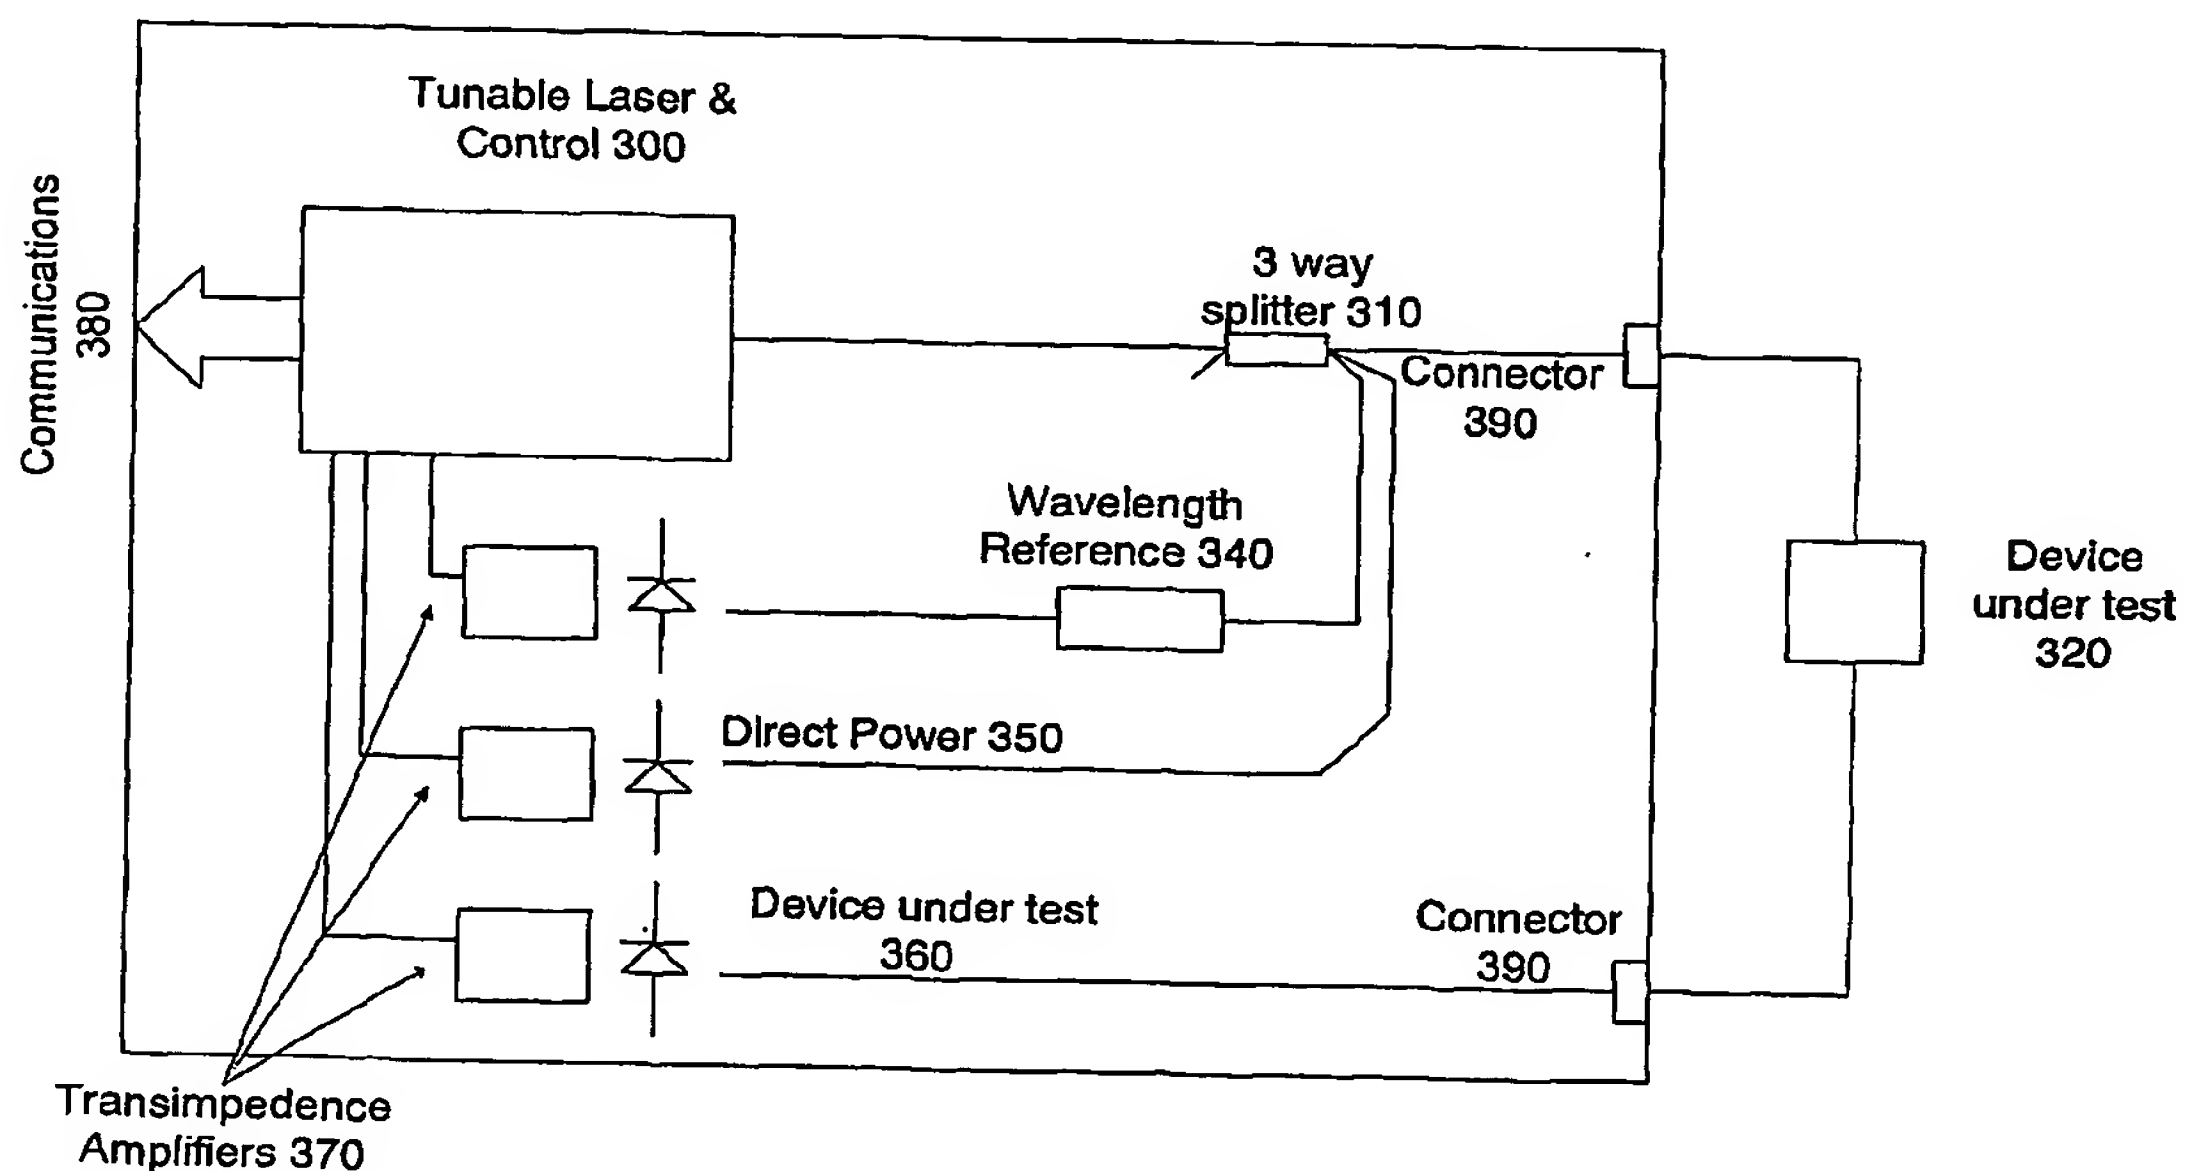 Tunable Laser &
Control 300
Communications
380
3 way
splitter 310
Connector
390
Wavelength
Reference 340
Device
under test
320
Direct Power 350
Device under test
360
Connector
390
Transimpedence
Amplifiers 370